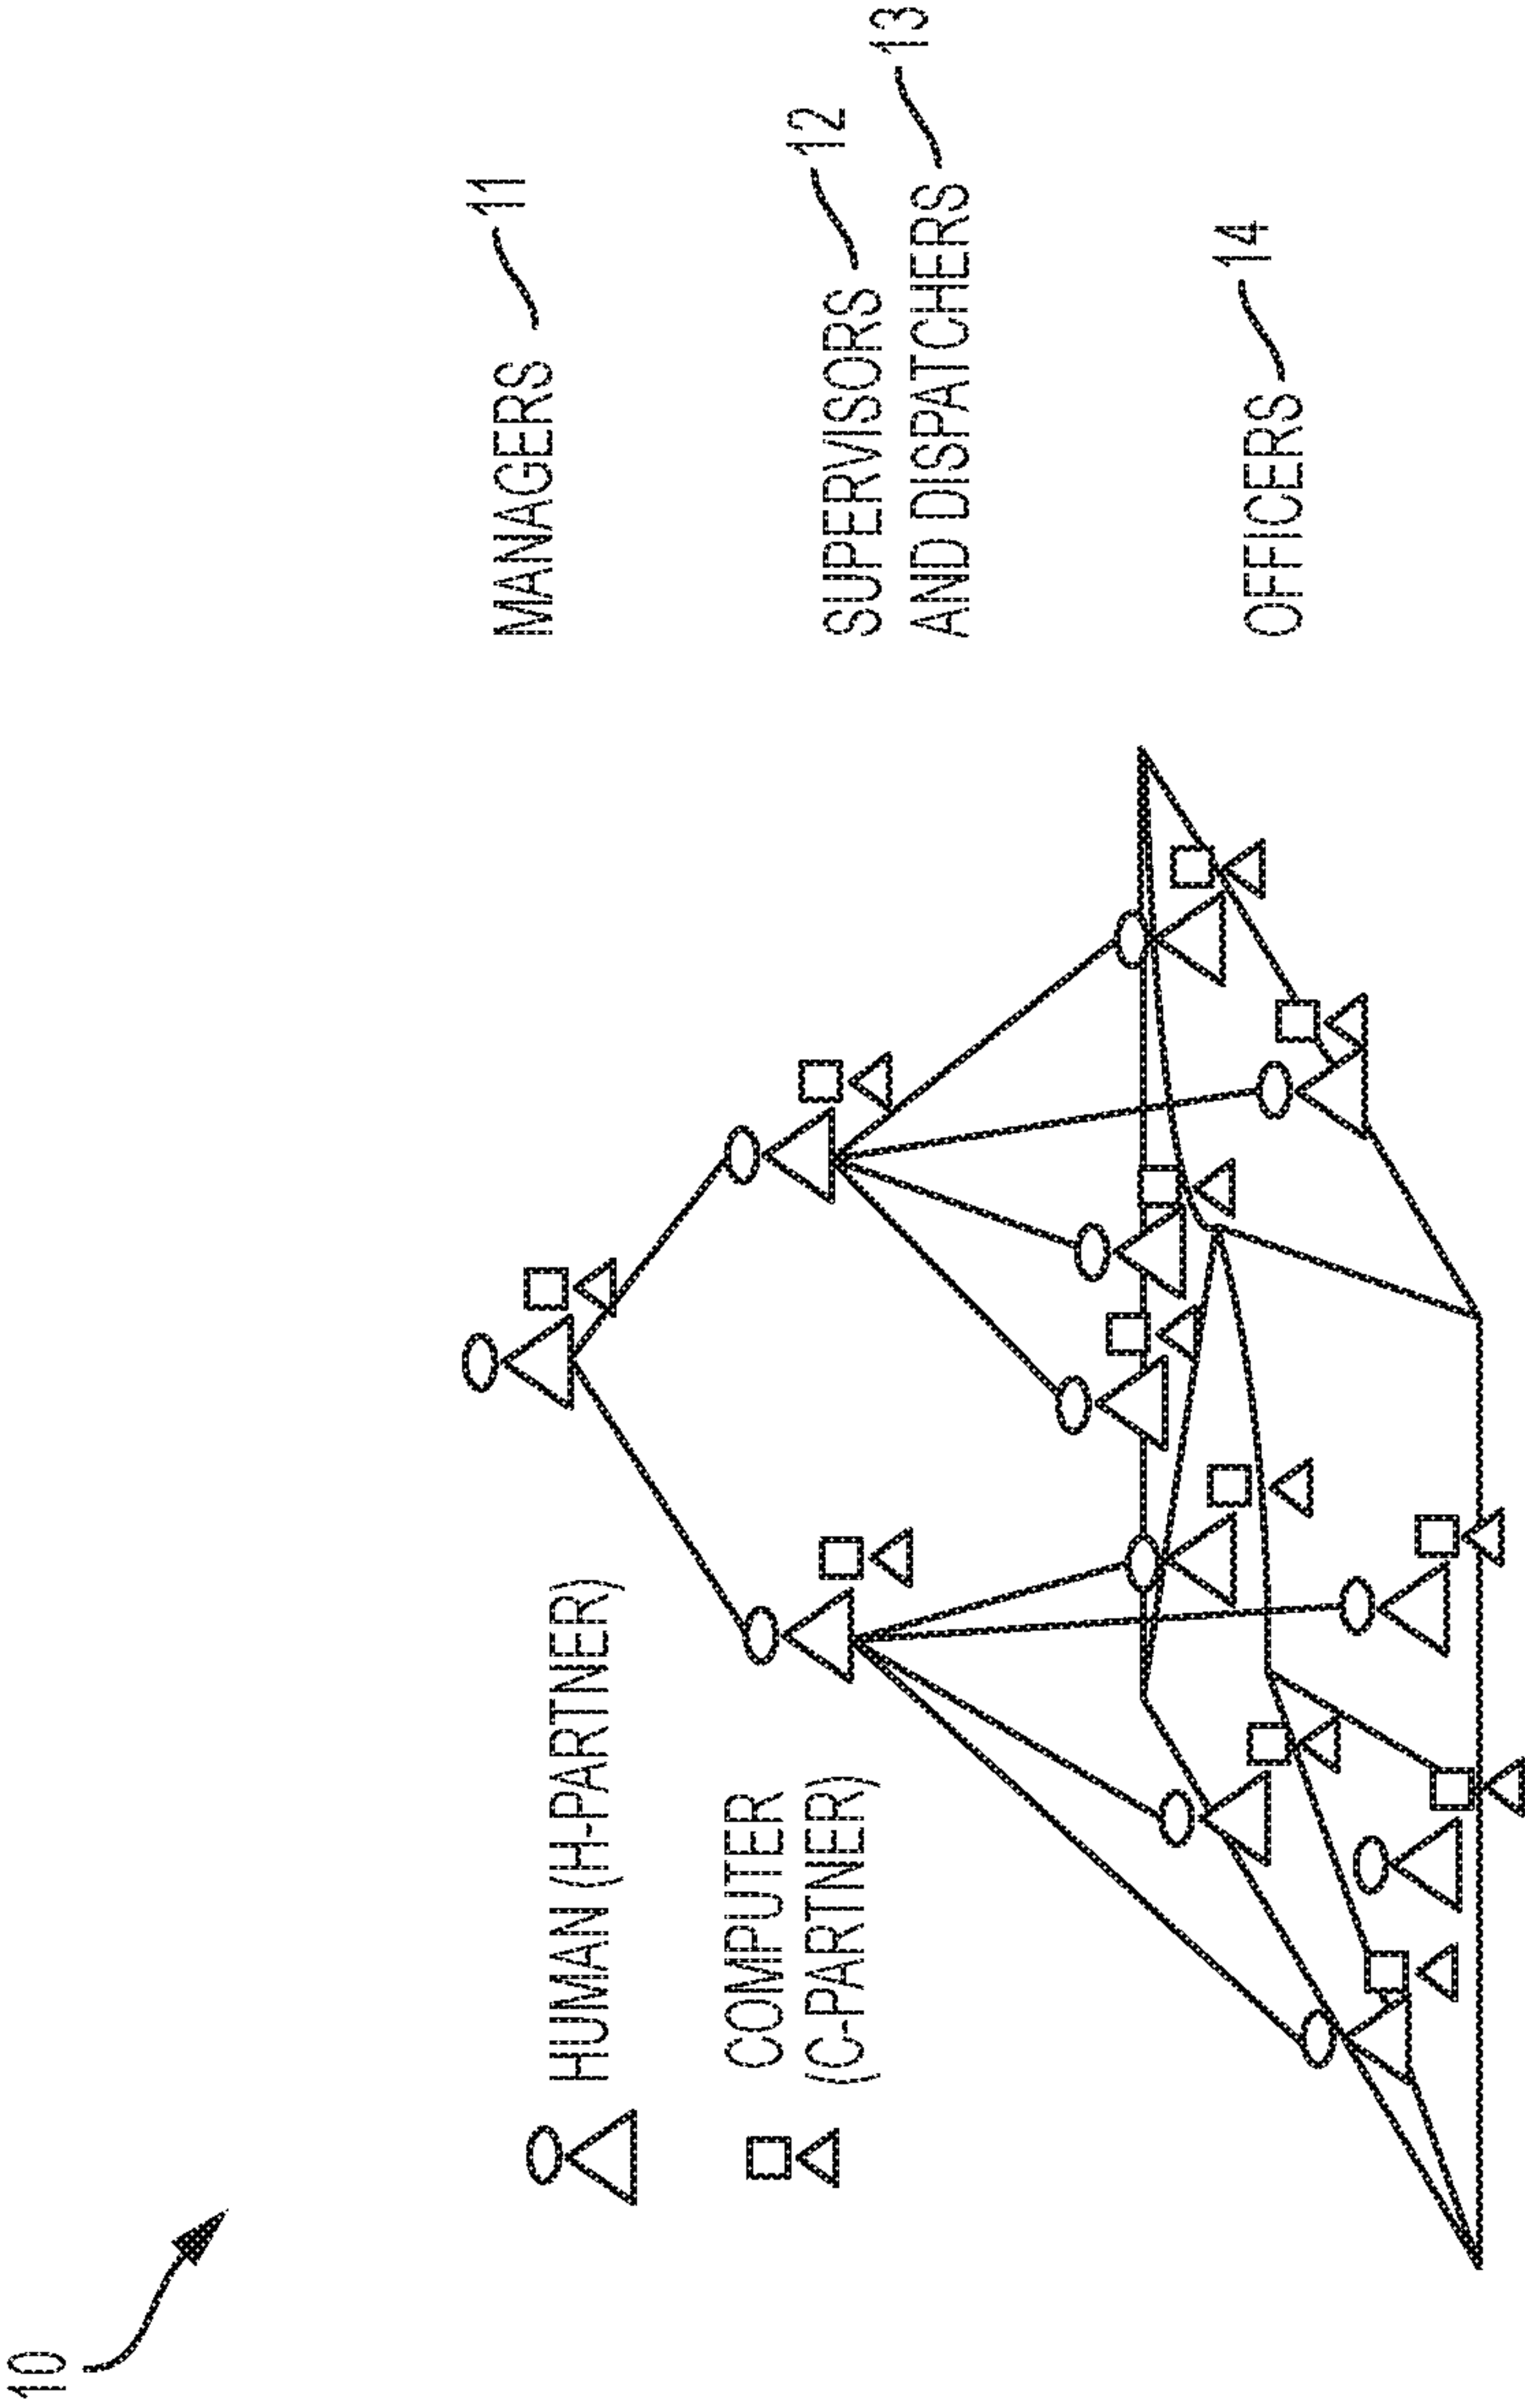 10
HUMAN (H-PARTNER)
COMPUTER
(C-PARTNER)
MANAGERS 11
SUPERVISORS 12
AND DISPATCHERS 13
OFFICERS 14